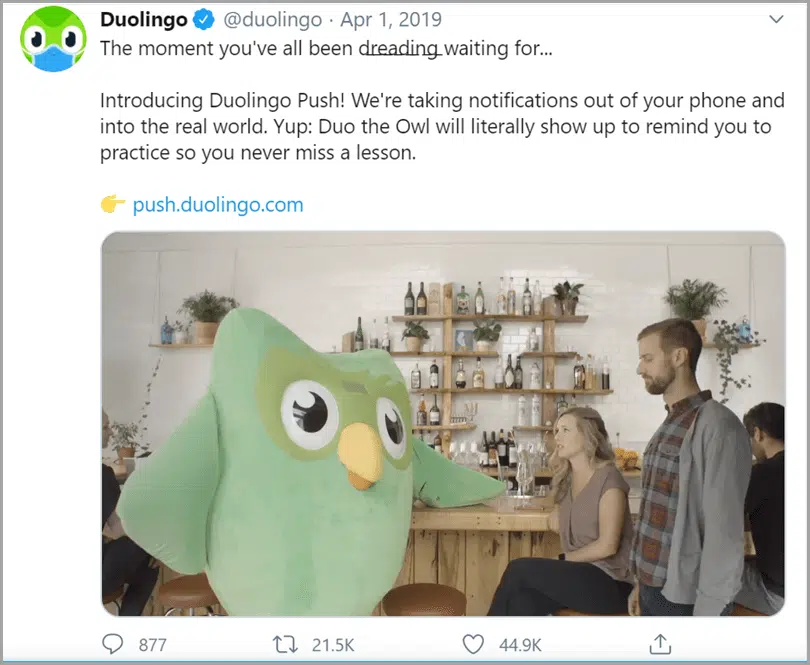 Duolingo @duolingo · Apr 1, 2019
The moment you've all been dreading waiting for...
Introducing Duolingo Push! We're taking notifications out of your phone and
into the real world. Yup: Duo the Owl will literally show up to remind you to
practice so you never miss a lesson.
👉 push.duolingo.com
877 21.5K 44.9K